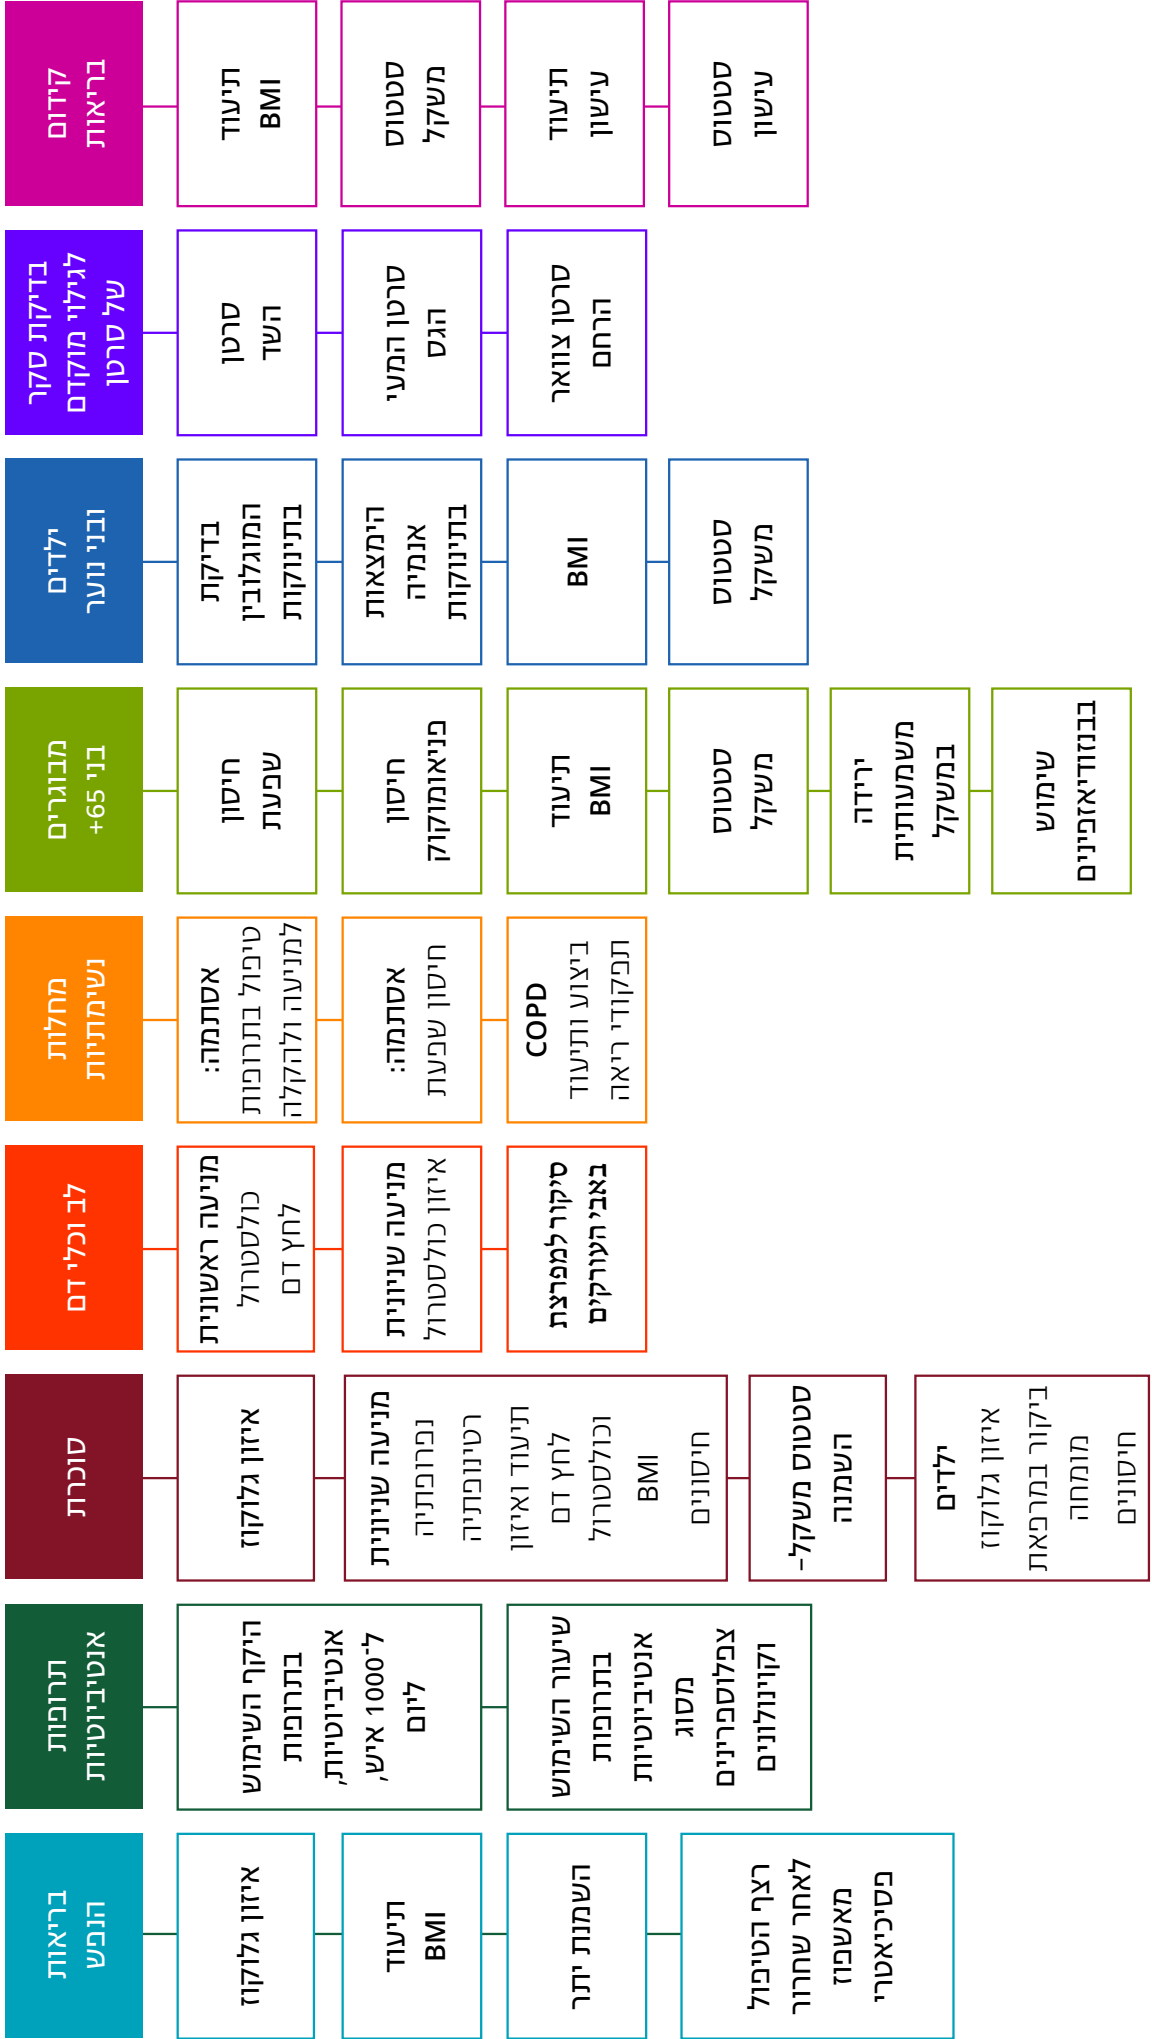 קידום
בריאות
תיעוד
BMI
סטטוס
משקל
תיעוד
עישון
סטטוס
עישון
בדיקת סקר
לגילוי מוקדם
של סרטן
סרטן
השד
סרטן המעי
הגס
סרטן צוואר
הרחם
ילדים
ובני נוער
בדיקת
המוגלובין
בתינוקות
הימצאות
אנמיה
בתינוקות
BMI
סטטוס
משקל
מבוגרים
בני 65+
חיסון
שפעת
חיסון
פניאומוקוק
תיעוד
BMI
סטטוס
משקל
ירידה
משמעותית
במשקל
שימוש
בבנזודיאזפינים
מחלות
נשימתיות
אסתמה:
טיפול בתרופות
למניעה ולהקלה
אסתמה:
חיסון שפעת
COPD
ביצוע ותיעוד
תפקודי ריאה
לב וכלי דם
מניעה ראשונית
כולסטרול
לחץ דם
מניעה שניונית
איזון כולסטרול
סיקור למפרצת
באבי העורקים
סוכרת
איזון גלוקוז
מניעה שניונית
נפרופתיה
רטינופתיה
תיעוד ואיזון
לחץ דם
וכולסטרול
BMI
חיסונים
סטטוס משקל-
השמנה
ילדים
איזון גלוקוז
ביקור במרפאת
מומחה
חיסונים
תרופות
אנטיביוטיות
היקף השימוש
בתרופות
אנטיביוטיות,
ל־1000 איש,
ליום
שיעור השימוש
בתרופות
אנטיביוטיות
מסוג
צפלוספרינים
וקווינולונים
בריאות
הנפש
איזון גלוקוז
תיעוד
BMI
השמנת יתר
רצף הטיפול
לאחר שחרור
מאשפוז
פסיכיאטרי